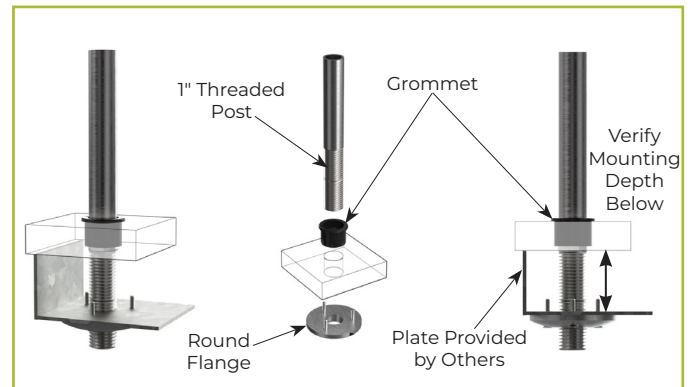 1" Threaded
Post
Grommet
Verify
Mounting
Depth
Below
Round
Flange
Plate Provided
by Others